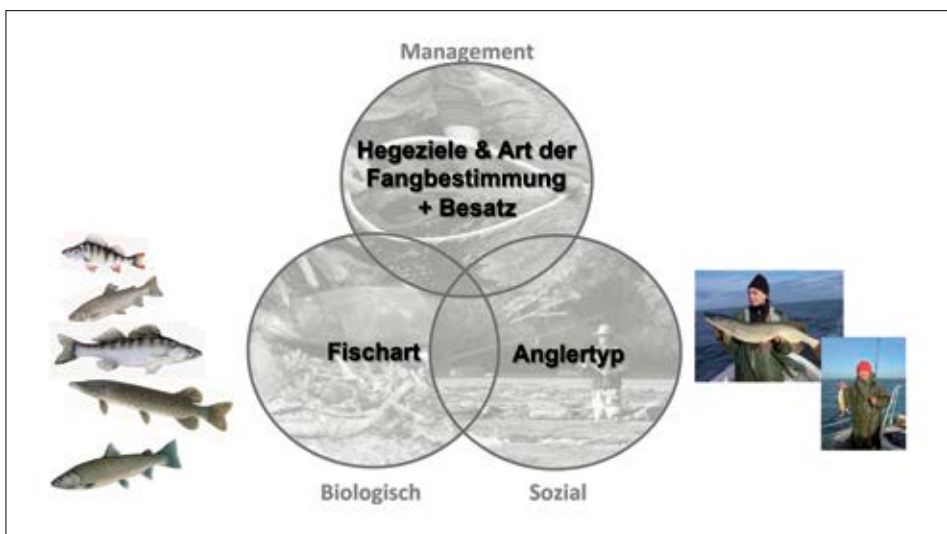 Management
Hegeziele & Art der
Fangbestimmung
+ Besatz
Fischart
Anglertyp
Biologisch
Sozial